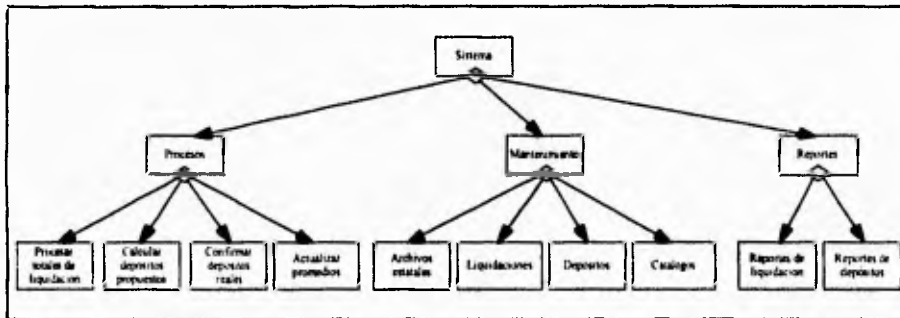 Sistema
Procesos
Mantenimiento
Reportes
Procesar
totales de
liquidación
Calcular
depósitos
propuestos
Confirmar
depósitos
reales
Actualizar
promedios
Archivos
estatales
Liquidaciones
Depósitos
Catálogos
Reportes de
liquidación
Reportes de
depósitos